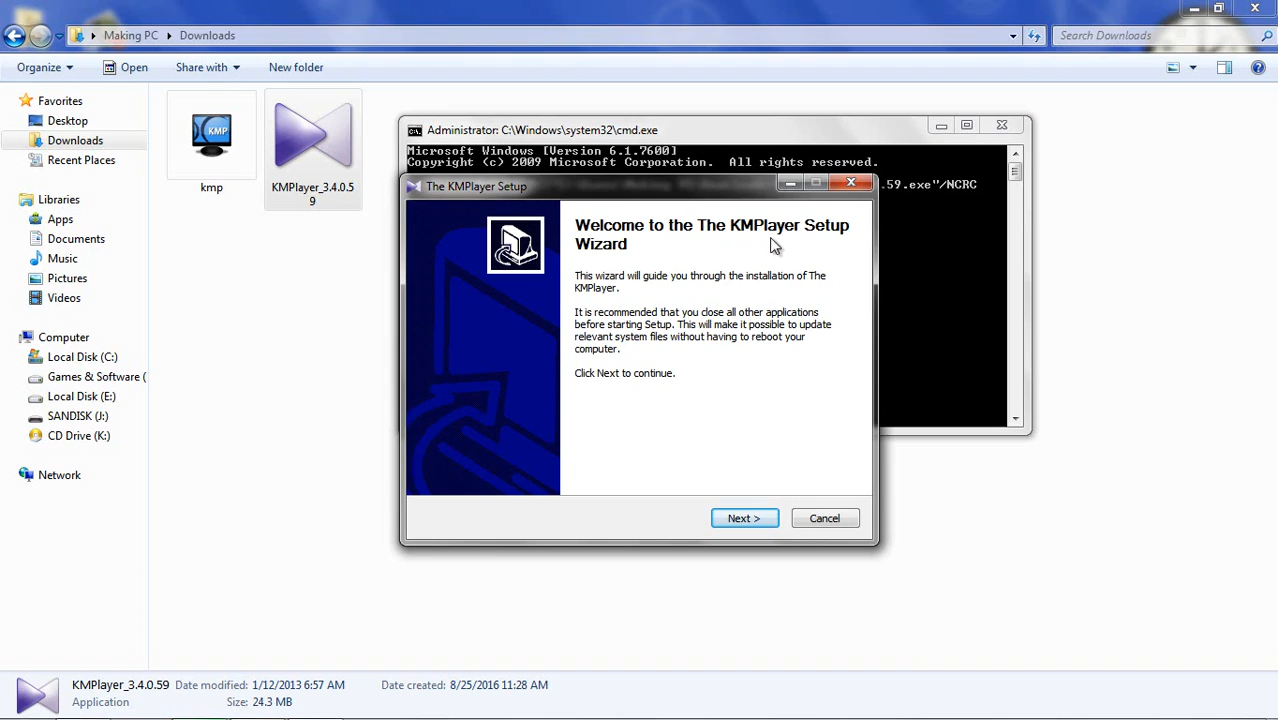 Making PC Downloads
Search Downloads
Organize Open Share with New folder
Favorites
Desktop
Downloads
Recent Places
Libraries
Apps
Documents
Music
Pictures
Videos
Computer
Local Disk (C:)
Games & Software (
Local Disk (E:)
SANDISK (J:)
CD Drive (K:)
Network
KMP
kmp
KMPlayer_3.4.0.5
9
Administrator: C:\Windows\system32\cmd.exe
Microsoft Windows [Version 6.1.7600]
Copyright (c) 2009 Microsoft Corporation. All rights reserved.
.59.exe"/NCRC
The KMPlayer Setup
Welcome to the The KMPlayer Setup
Wizard
This wizard will guide you through the installation of The
KMPlayer.
It is recommended that you close all other applications
before starting Setup. This will make it possible to update
relevant system files without having to reboot your
computer.
Click Next to continue.
Next > Cancel
KMPlayer_3.4.0.59 Date modified: 1/12/2013 6:57 AM Date created: 8/25/2016 11:28 AM
Application Size: 24.3 MB